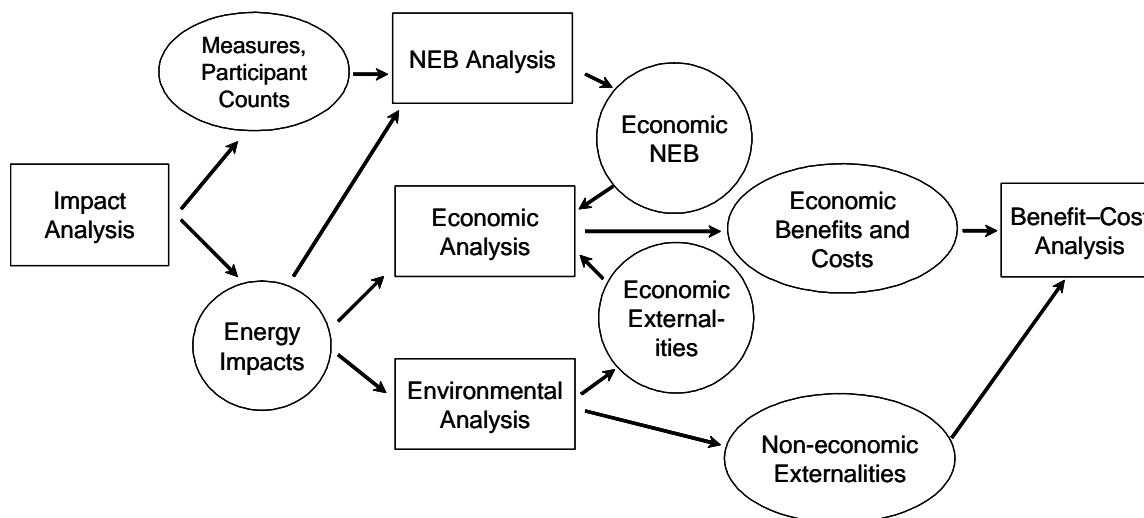 Measures,
Participant
Counts
NEB Analysis
Economic
NEB
Impact
Analysis
Economic
Analysis
Economic
Benefits and
Costs
Benefit–Cost
Analysis
Energy
Impacts
Economic
External-
ities
Environmental
Analysis
Non-economic
Externalities